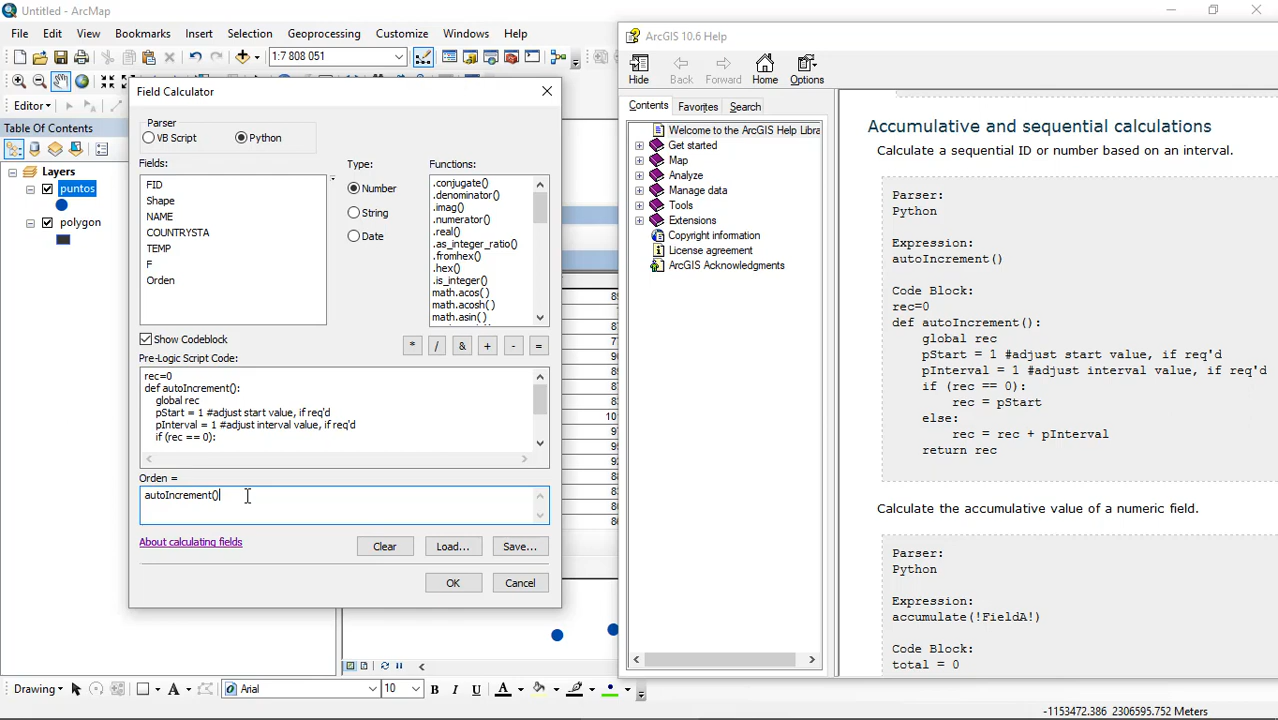 Untitled - ArcMap
File Edit View Bookmarks Insert Selection Geoprocessing Customize Windows Help
1:7 808 051
Editor
Table Of Contents
Layers
puntos
polygon
Field Calculator
Parser
VB Script
Python
Fields:
Type:
Functions:
FID
Shape
NAME
COUNTRYSTA
TEMP
F
Orden
Number
String
Date
.conjugate()
.denominator()
.imag()
.numerator()
.real()
.as_integer_ratio()
.fromhex()
.hex()
.is_integer()
math.acos( )
math.acosh( )
math.asin( )
Show Codeblock
* / & + - =
Pre-Logic Script Code:
rec=0
def autoIncrement():
global rec
pStart = 1 #adjust start value, if req'd
pInterval = 1 #adjust interval value, if req'd
if (rec == 0):
Orden =
autoIncrement()
About calculating fields
Clear
Load...
Save...
OK
Cancel
Drawing
Arial
10
B I U A
-1153472.386 2306595.752 Meters
ArcGIS 10.6 Help
Hide Back Forward Home Options
Contents Favorites Search
Welcome to the ArcGIS Help Libra
Get started
Map
Analyze
Manage data
Tools
Extensions
Copyright information
License agreement
ArcGIS Acknowledgments
Accumulative and sequential calculations
Calculate a sequential ID or number based on an interval.
Parser:
Python
Expression:
autoIncrement()
Code Block:
rec=0
def autoIncrement():
global rec
pStart = 1 #adjust start value, if req'd
pInterval = 1 #adjust interval value, if req'd
if (rec == 0):
rec = pStart
else:
rec = rec + pInterval
return rec
Calculate the accumulative value of a numeric field.
Parser:
Python
Expression:
accumulate(!FieldA!)
Code Block:
total = 0